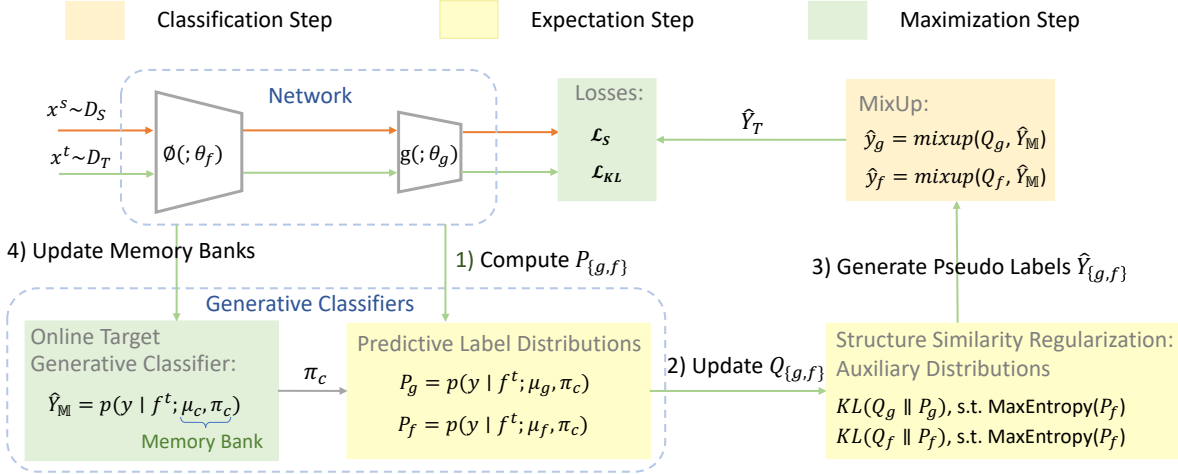 Classification Step
Expectation Step
Maximization Step
Network
x^s~D_S
x^t~D_T
∅(; θ_f)
g(; θ_g)
Losses:
ℒ_S
ℒ_KL
Ŷ_T
MixUp:
ŷ_g = mixup(Q_g, Ŷ_𝕄)
ŷ_f = mixup(Q_f, Ŷ_𝕄)
4) Update Memory Banks
1) Compute P_{g,f}
3) Generate Pseudo Labels Ŷ_{g,f}
Generative Classifiers
Online Target
Generative Classifier:
Ŷ_𝕄 = p(y ∣ f^t; μ_c, π_c)
Memory Bank
π_c
Predictive Label Distributions
P_g = p(y ∣ f^t; μ_g, π_c)
P_f = p(y ∣ f^t; μ_f, π_c)
2) Update Q_{g,f}
Structure Similarity Regularization:
Auxiliary Distributions
KL(Q_g ∥ P_g), s.t. MaxEntropy(P_f)
KL(Q_f ∥ P_f), s.t. MaxEntropy(P_f)